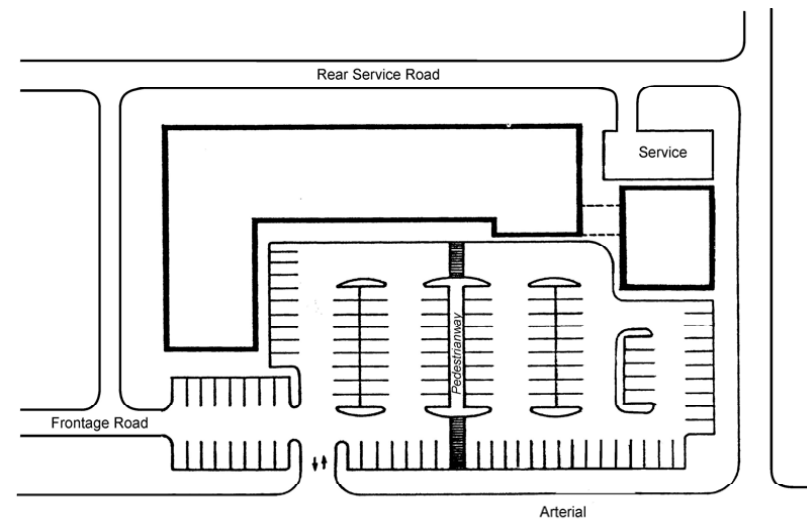 Rear Service Road
Service
Pedestrianway
Frontage Road
Arterial